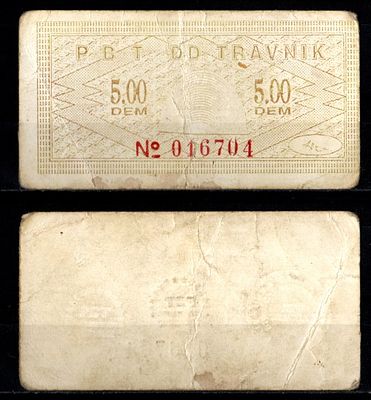 P B T DD TRAVNIK
5.00 5.00
DEM DEM
№ 016704